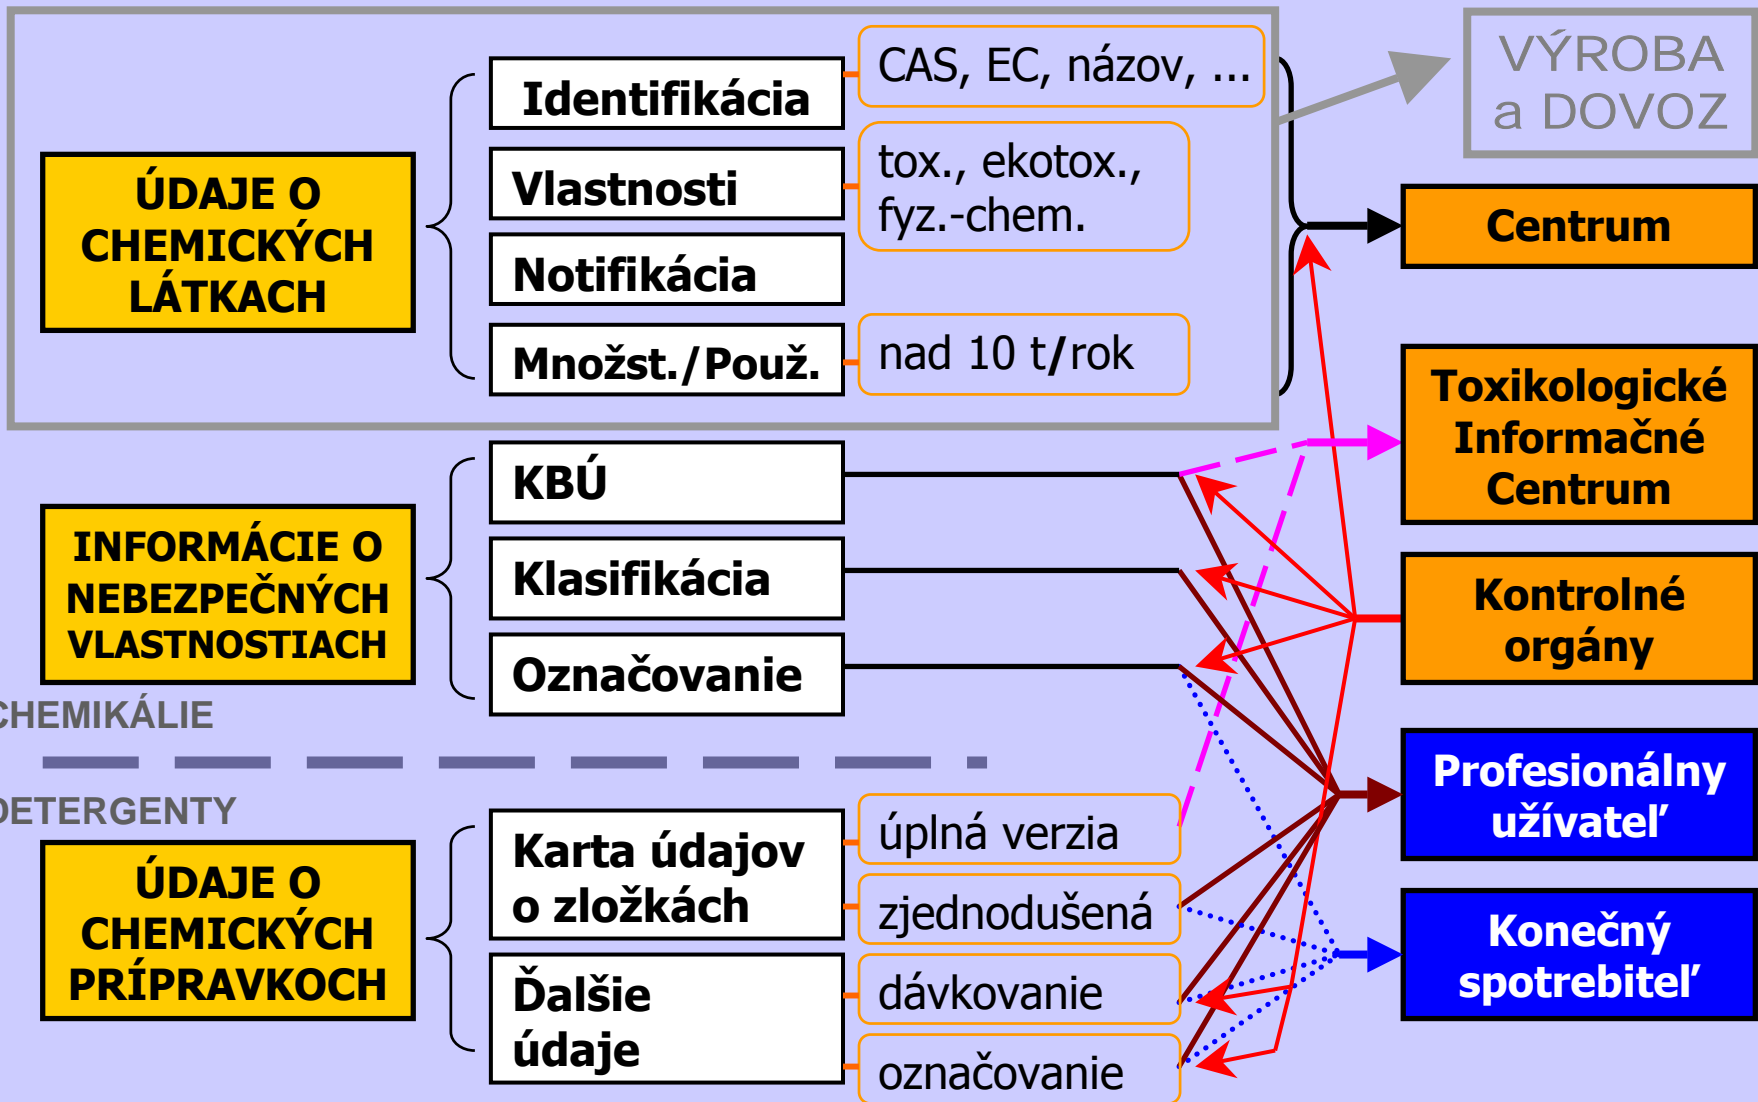 ÚDAJE O
CHEMICKÝCH
LÁTKACH
Identifikácia
CAS, EC, názov, ...
Vlastnosti
tox., ekotox.,
fyz.-chem.
Notifikácia
Množst./Použ.
nad 10 t/rok
VÝROBA
a DOVOZ
Centrum
Toxikologické
Informačné
Centrum
INFORMÁCIE O
NEBEZPEČNÝCH
VLASTNOSTIACH
KBÚ
Klasifikácia
Označovanie
Kontrolné
orgány
CHEMIKÁLIE
DETERGENTY
Profesionálny
užívateľ
ÚDAJE O
CHEMICKÝCH
PRÍPRAVKOCH
Karta údajov
o zložkách
úplná verzia
zjednodušená
Ďalšie
údaje
dávkovanie
označovanie
Konečný
spotrebiteľ